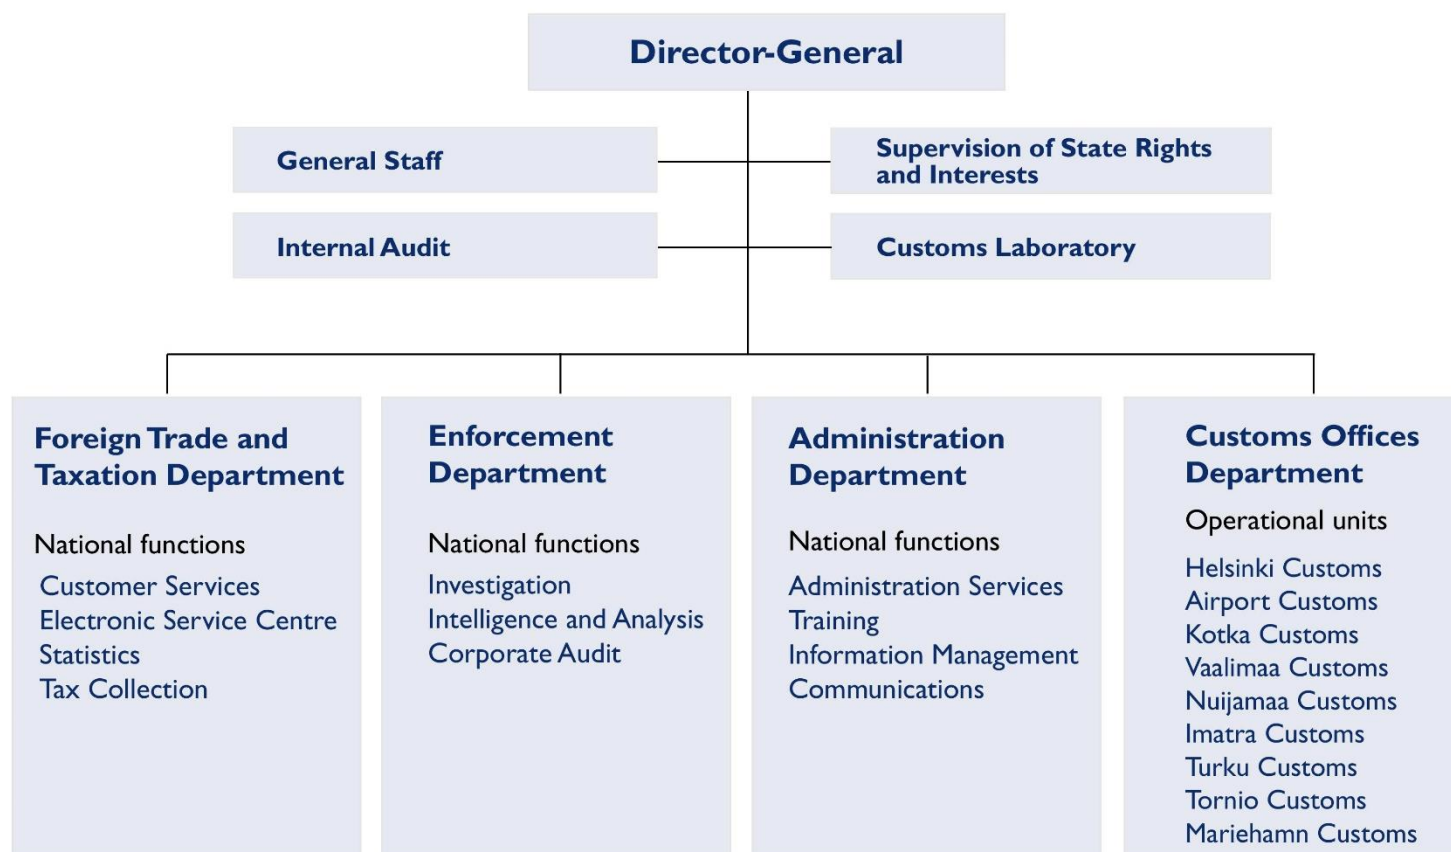 Director-General
General Staff
Supervision of State Rights
and Interests
Internal Audit
Customs Laboratory
Foreign Trade and
Taxation Department
National functions
Customer Services
Electronic Service Centre
Statistics
Tax Collection
Enforcement
Department
National functions
Investigation
Intelligence and Analysis
Corporate Audit
Administration
Department
National functions
Administration Services
Training
Information Management
Communications
Customs Offices
Department
Operational units
Helsinki Customs
Airport Customs
Kotka Customs
Vaalimaa Customs
Nuijamaa Customs
Imatra Customs
Turku Customs
Tornio Customs
Mariehamn Customs